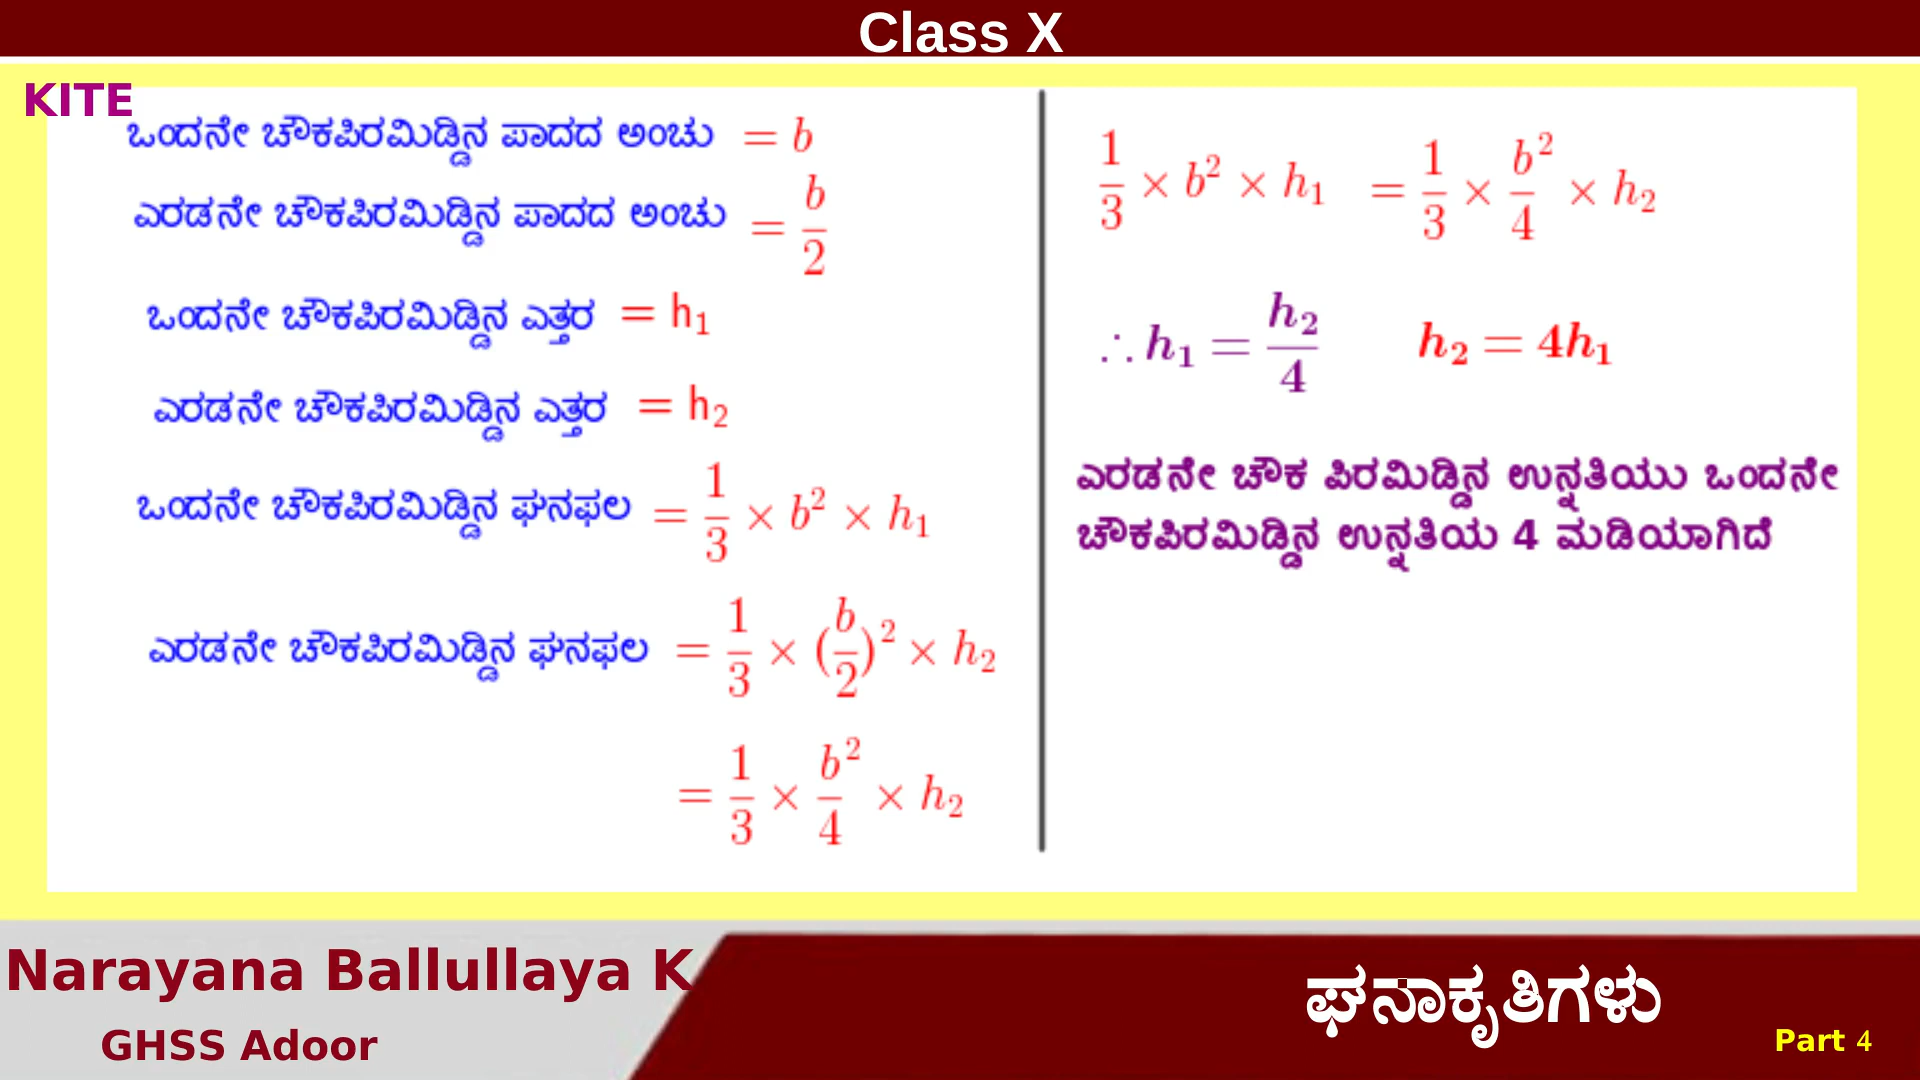 Class X
KITE
ಒಂದನೇ ಚೌಕಪಿರಮಿಡ್ಡಿನ ಪಾದದ ಅಂಚು = b
ಎರಡನೇ ಚೌಕಪಿರಮಿಡ್ಡಿನ ಪಾದದ ಅಂಚು = b/2
ಒಂದನೇ ಚೌಕಪಿರಮಿಡ್ಡಿನ ಎತ್ತರ = h₁
ಎರಡನೇ ಚೌಕಪಿರಮಿಡ್ಡಿನ ಎತ್ತರ = h₂
ಒಂದನೇ ಚೌಕಪಿರಮಿಡ್ಡಿನ ಘನಫಲ = 1/3 × b² × h₁
ಎರಡನೇ ಚೌಕಪಿರಮಿಡ್ಡಿನ ಘನಫಲ = 1/3 × (b/2)² × h₂
= 1/3 × b²/4 × h₂
1/3 × b² × h₁ = 1/3 × b²/4 × h₂
∴ h₁ = h₂/4 h₂ = 4h₁
ಎರಡನೇ ಚೌಕ ಪಿರಮಿಡ್ಡಿನ ಉನ್ನತಿಯು ಒಂದನೇ
ಚೌಕಪಿರಮಿಡ್ಡಿನ ಉನ್ನತಿಯ 4 ಮಡಿಯಾಗಿದೆ
Narayana Ballullaya K
GHSS Adoor
ಘನಾಕೃತಿಗಳು
Part 4